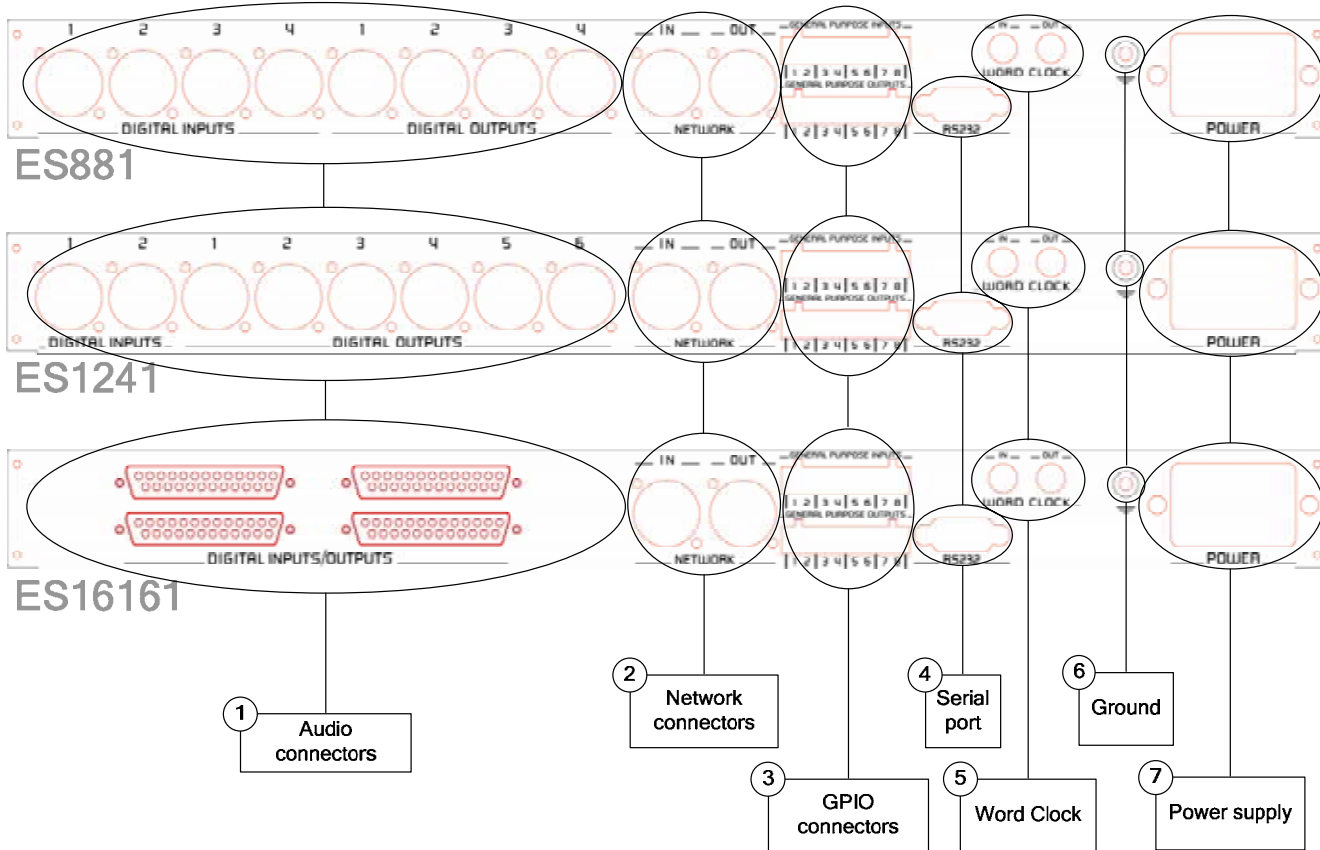 1 2 3 4 1 2 3 4 IN OUT GENERAL PURPOSE INPUTS IN OUT
1 2 3 4 5 6 7 8 WORD CLOCK
GENERAL PURPOSE OUTPUTS
DIGITAL INPUTS DIGITAL OUTPUTS NETWORK 1 2 3 4 5 6 7 8 RS232 POWER
ES881
1 2 1 2 3 4 5 6 IN OUT GENERAL PURPOSE INPUTS IN OUT
1 2 3 4 5 6 7 8 WORD CLOCK
GENERAL PURPOSE OUTPUTS
DIGITAL INPUTS DIGITAL OUTPUTS NETWORK 1 2 3 4 5 6 7 8 RS232 POWER
ES1241
IN OUT GENERAL PURPOSE INPUTS IN OUT
1 2 3 4 5 6 7 8 WORD CLOCK
GENERAL PURPOSE OUTPUTS
DIGITAL INPUTS/OUTPUTS NETWORK 1 2 3 4 5 6 7 8 RS232 POWER
ES16161
1
Audio
connectors
2
Network
connectors
3
GPIO
connectors
4
Serial
port
5
Word Clock
6
Ground
7
Power supply